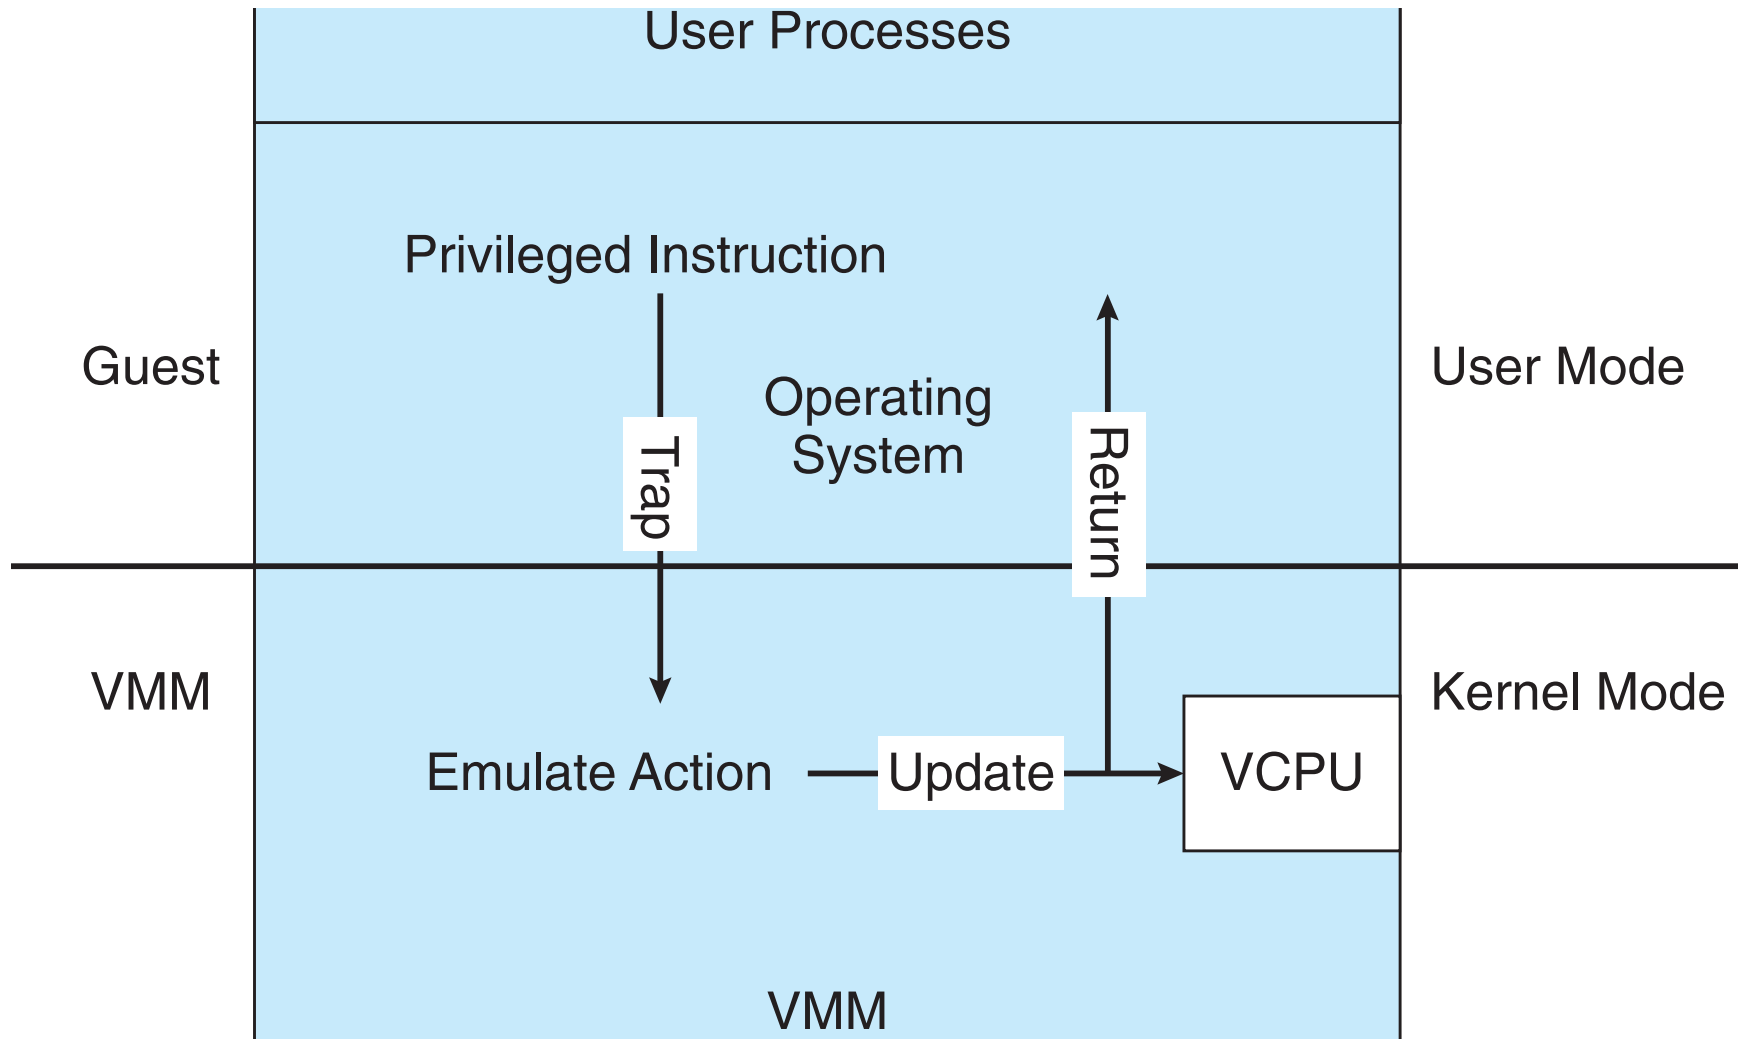 User Processes
Privileged Instruction
Guest
Operating
System
User Mode
Trap
Return
VMM
Kernel Mode
Emulate Action
Update
VCPU
VMM